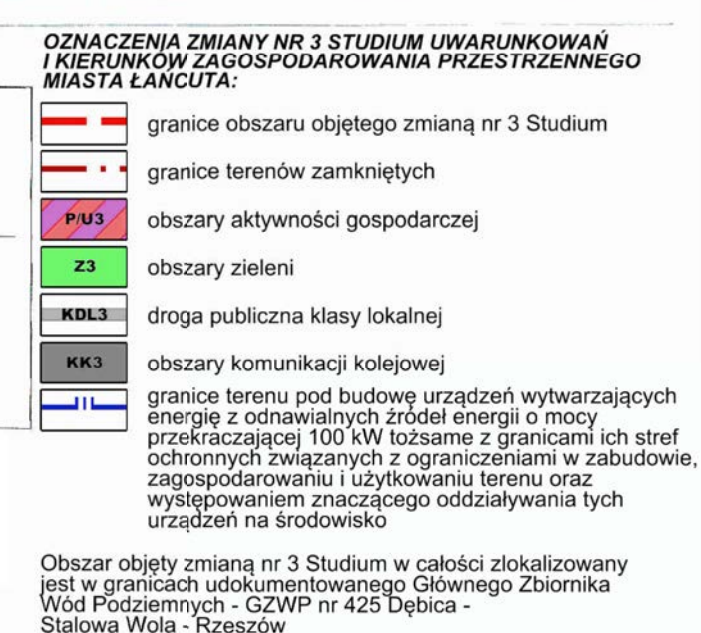 OZNACZENIA ZMIANY NR 3 STUDIUM UWARUNKOWAŃ
I KIERUNKÓW ZAGOSPODAROWANIA PRZESTRZENNEGO
MIASTA ŁAŃCUTA:
granice obszaru objętego zmianą nr 3 Studium
granice terenów zamkniętych
P/U3 obszary aktywności gospodarczej
Z3 obszary zieleni
KDL3 droga publiczna klasy lokalnej
KK3 obszary komunikacji kolejowej
granice terenu pod budowę urządzeń wytwarzających
energię z odnawialnych źródeł energii o mocy
przekraczającej 100 kW tożsame z granicami ich stref
ochronnych związanych z ograniczeniami w zabudowie,
zagospodarowaniu i użytkowaniu terenu oraz
występowaniem znaczącego oddziaływania tych
urządzeń na środowisko
Obszar objęty zmianą nr 3 Studium w całości zlokalizowany
jest w granicach udokumentowanego Głównego Zbiornika
Wód Podziemnych - GZWP nr 425 Dębica -
Stalowa Wola - Rzeszów